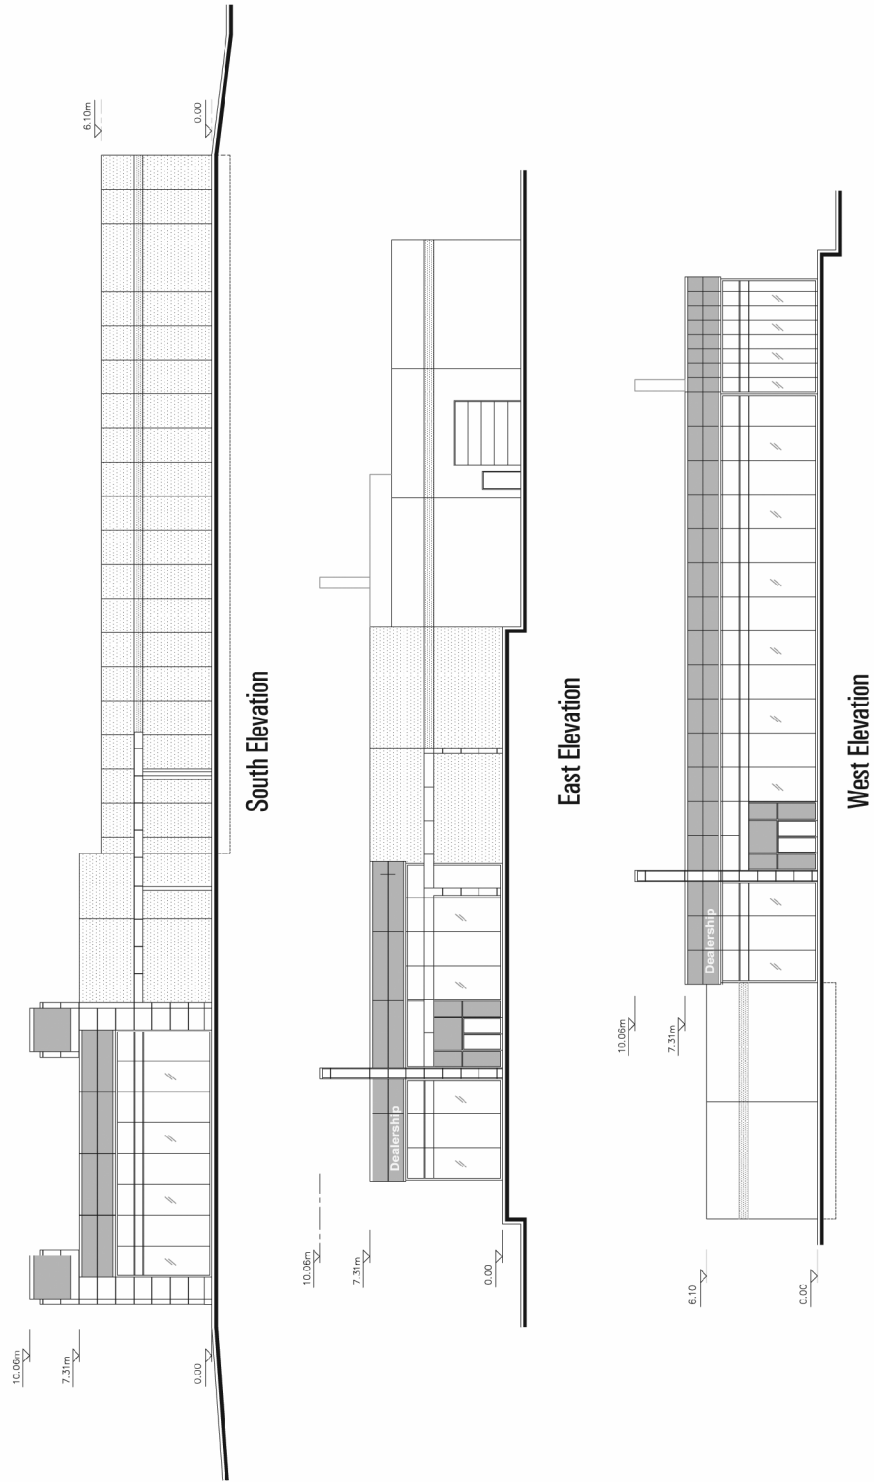 10.06m
7.31m
0.00
6.10m
0.00
South Elevation
10.06m
7.31m
0.00
Dealership
East Elevation
10.06m
7.31m
6.10
0.00
Dealership
West Elevation